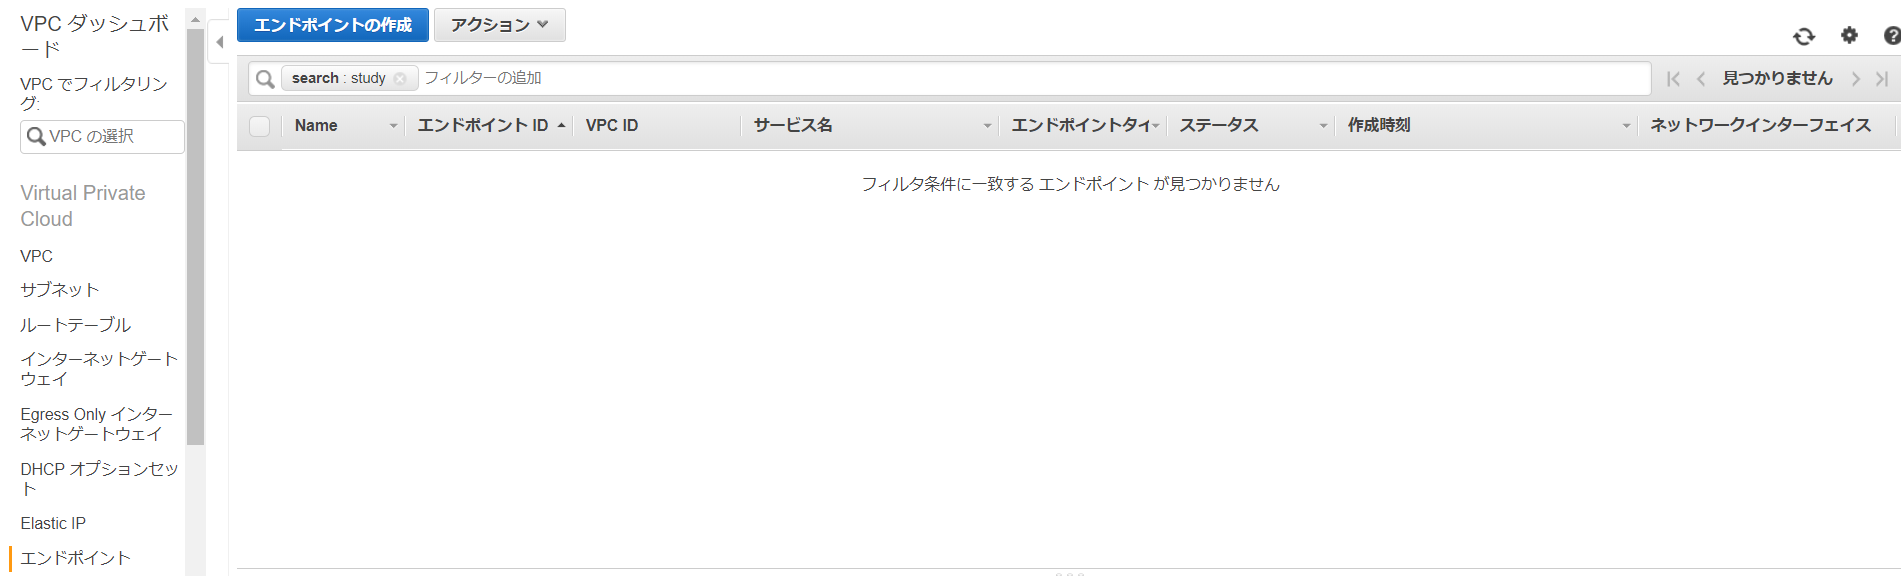 VPC ダッシュボ
ード
VPC でフィルタリン
グ:
VPC の選択
Virtual Private
Cloud
VPC
サブネット
ルートテーブル
インターネットゲート
ウェイ
Egress Only インター
ネットゲートウェイ
DHCP オプションセッ
ト
Elastic IP
エンドポイント
エンドポイントの作成 アクション
search : study フィルターの追加 見つかりません
Name エンドポイント ID VPC ID サービス名 エンドポイントタイ ステータス 作成時刻 ネットワークインターフェイス
フィルタ条件に一致する エンドポイント が見つかりません